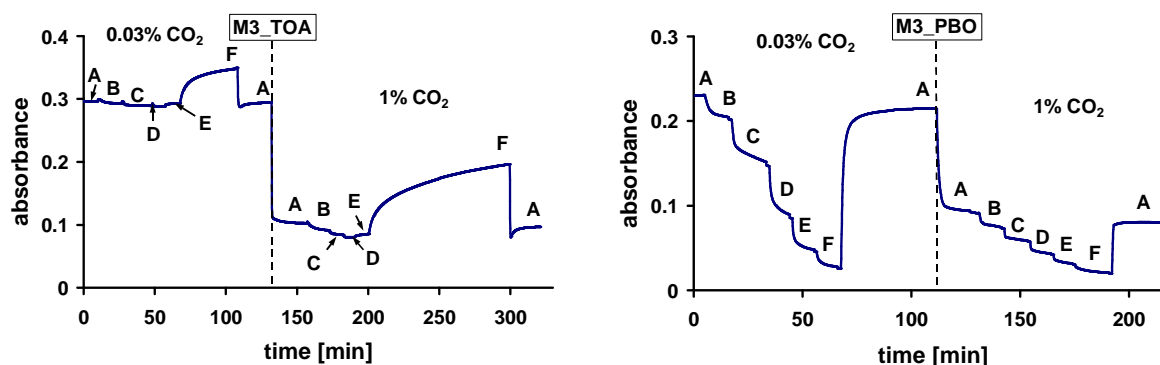 M3_TOA
0.03% CO2
1% CO2
absorbance
0.4
0.3
0.2
0.1
0
A
B
C
D
E
F
A
A
B
C
D
E
F
A
0
50
100
150
200
250
300
time [min]
M3_PBO
0.03% CO2
1% CO2
absorbance
0.3
0.2
0.1
0
A
B
C
D
E
F
A
A
B
C
D
E
F
A
0
50
100
150
200
time [min]